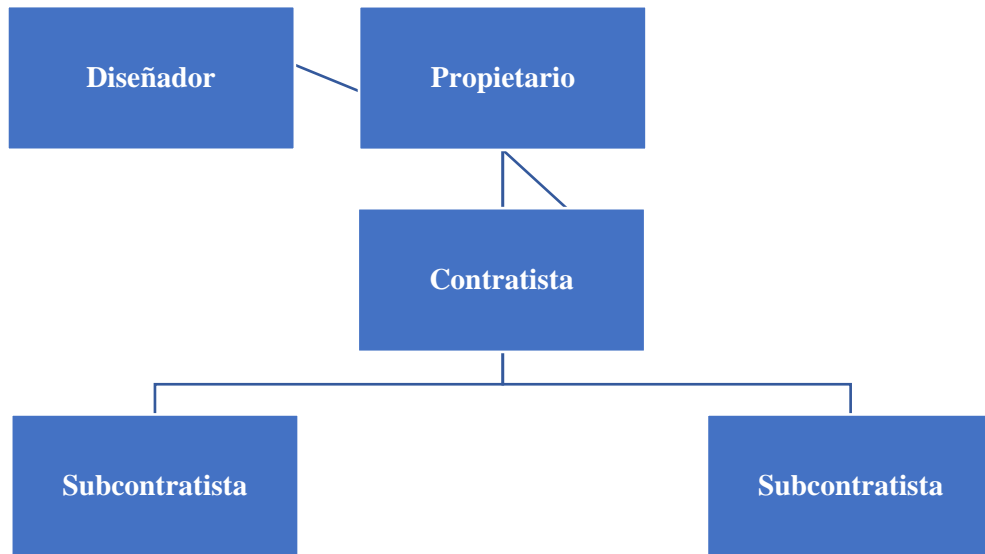 Diseñador
Propietario
Contratista
Subcontratista
Subcontratista